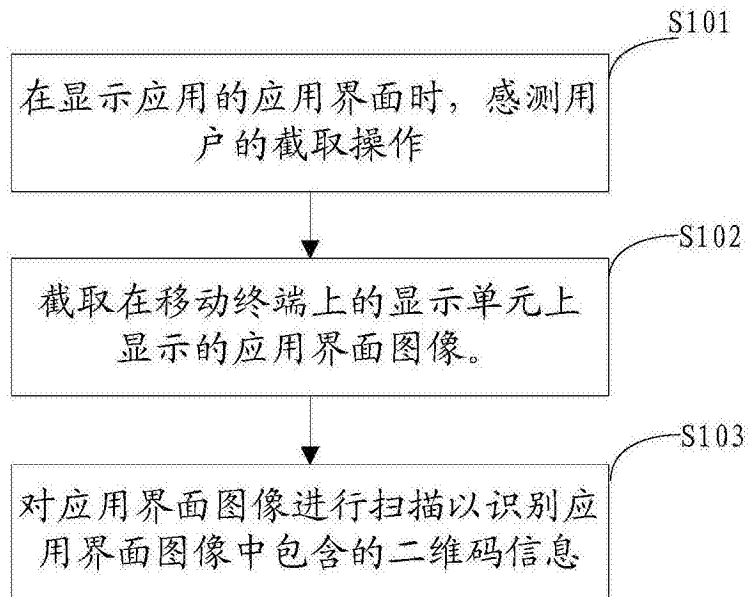 S101
在显示应用的应用界面时，感测用
户的截取操作
S102
截取在移动终端上的显示单元上
显示的应用界面图像。
S103
对应用界面图像进行扫描以识别应
用界面图像中包含的二维码信息